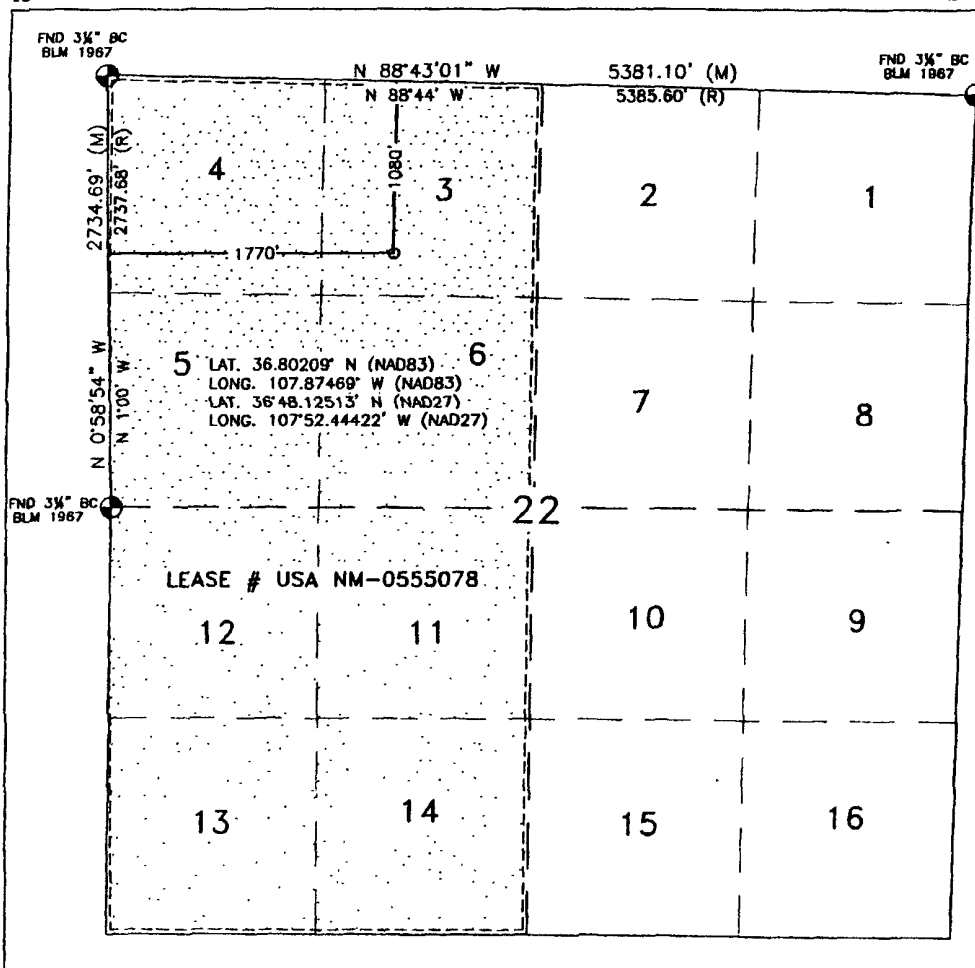 FND 3¼" BC
BLM 1967
FND 3¼" BC
BLM 1967
N 88°43'01" W 5381.10' (M)
N 88°44' W 5385.60' (R)
2734.69' (M)
2737.68' (R)
1080'
4
3
2
1
1770'
5
6
7
8
LAT. 36.80209° N (NAD83)
LONG. 107.87469° W (NAD83)
LAT. 36°48.12513' N (NAD27)
LONG. 107°52.44422' W (NAD27)
N 0°58'54" W
N 1°00' W
FND 3¼" BC
BLM 1967
22
LEASE # USA NM-0555078
12
11
10
9
13
14
15
16